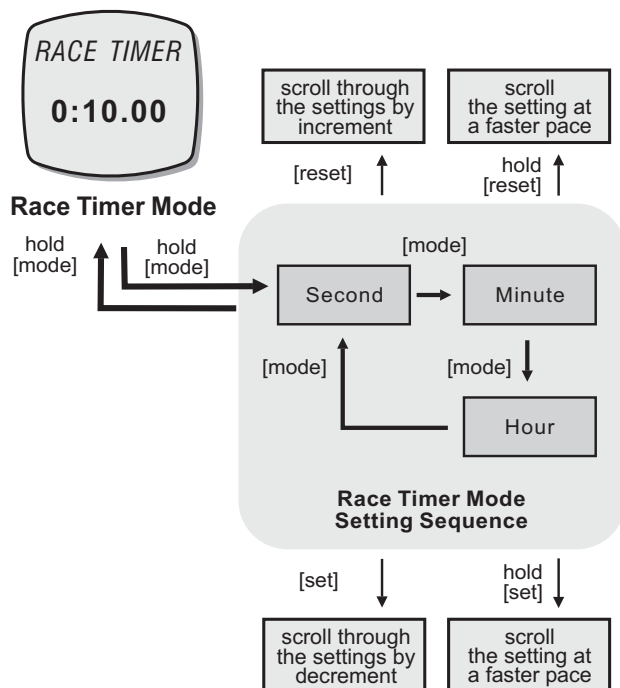 RACE TIMER
0:10.00
Race Timer Mode
hold
[mode]
hold
[mode]
scroll through
the settings by
increment
scroll
the setting at
a faster pace
[reset]
hold
[reset]
[mode]
Second
Minute
[mode]
[mode]
Hour
Race Timer Mode
Setting Sequence
[set]
hold
[set]
scroll through
the settings by
decrement
scroll
the setting at
a faster pace